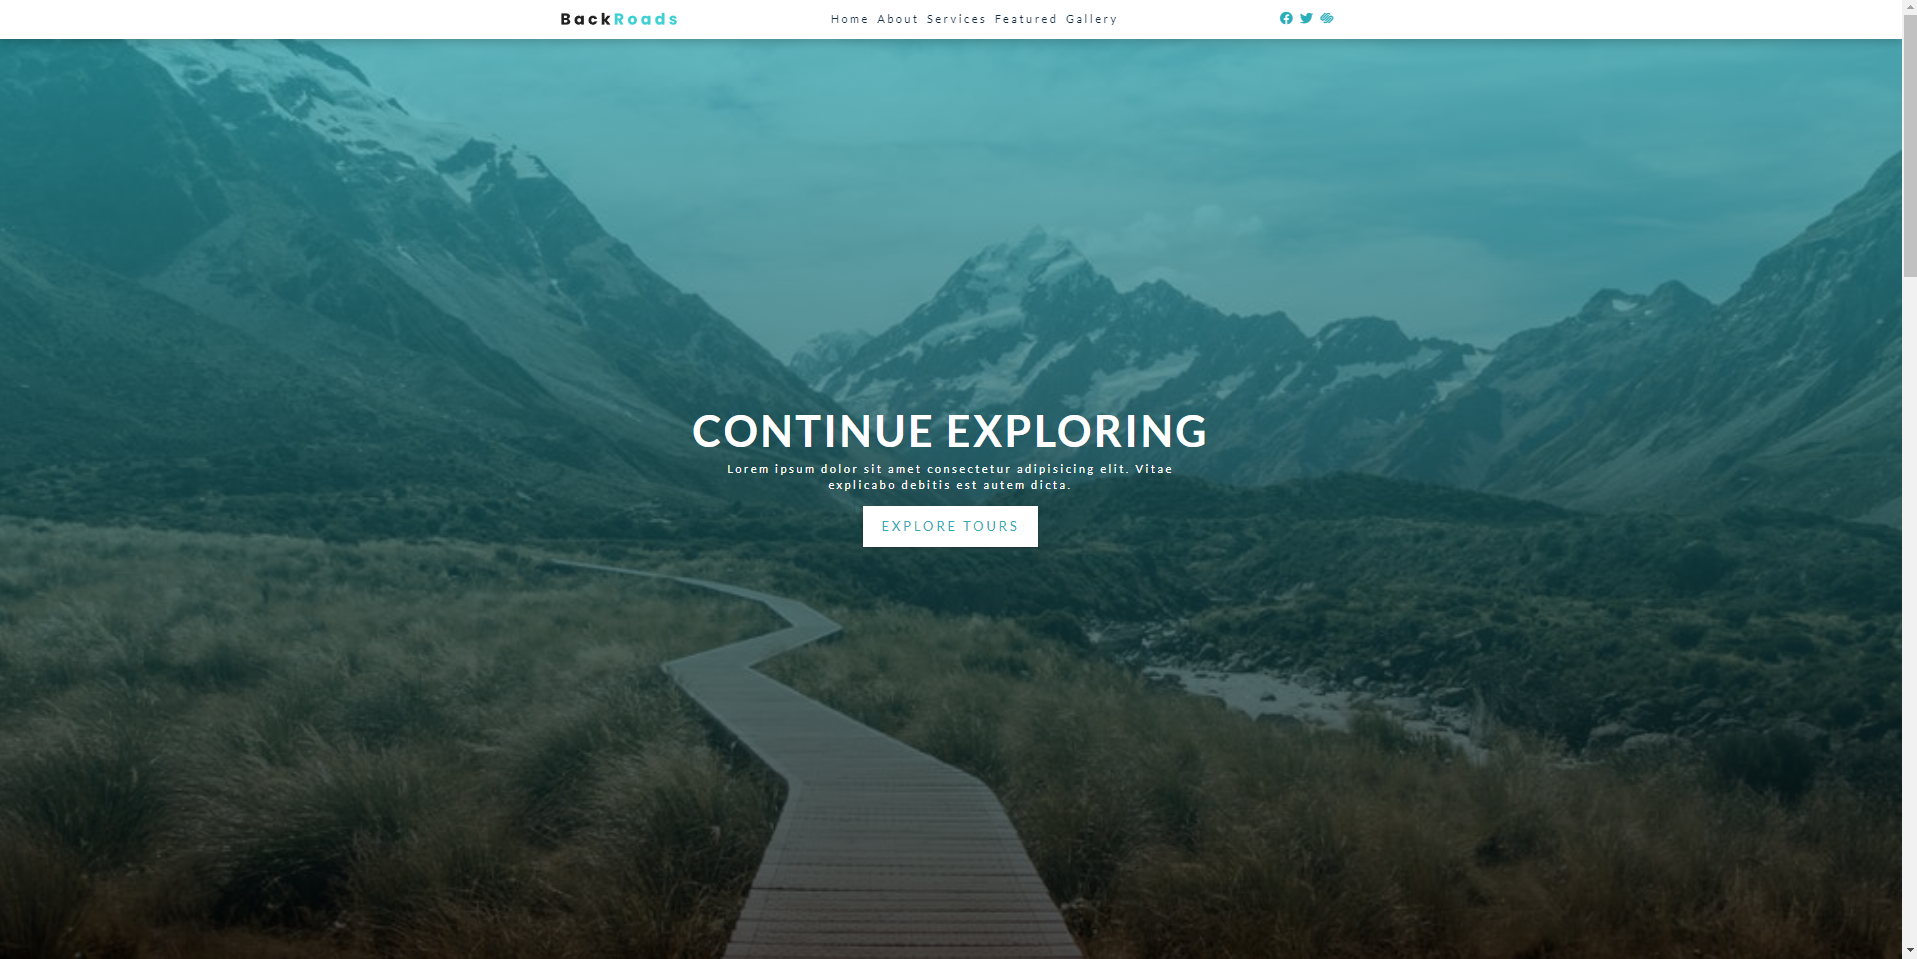 BackRoads
Home About Services Featured Gallery
CONTINUE EXPLORING
Lorem ipsum dolor sit amet consectetur adipisicing elit. Vitae
explicabo debitis est autem dicta.
EXPLORE TOURS